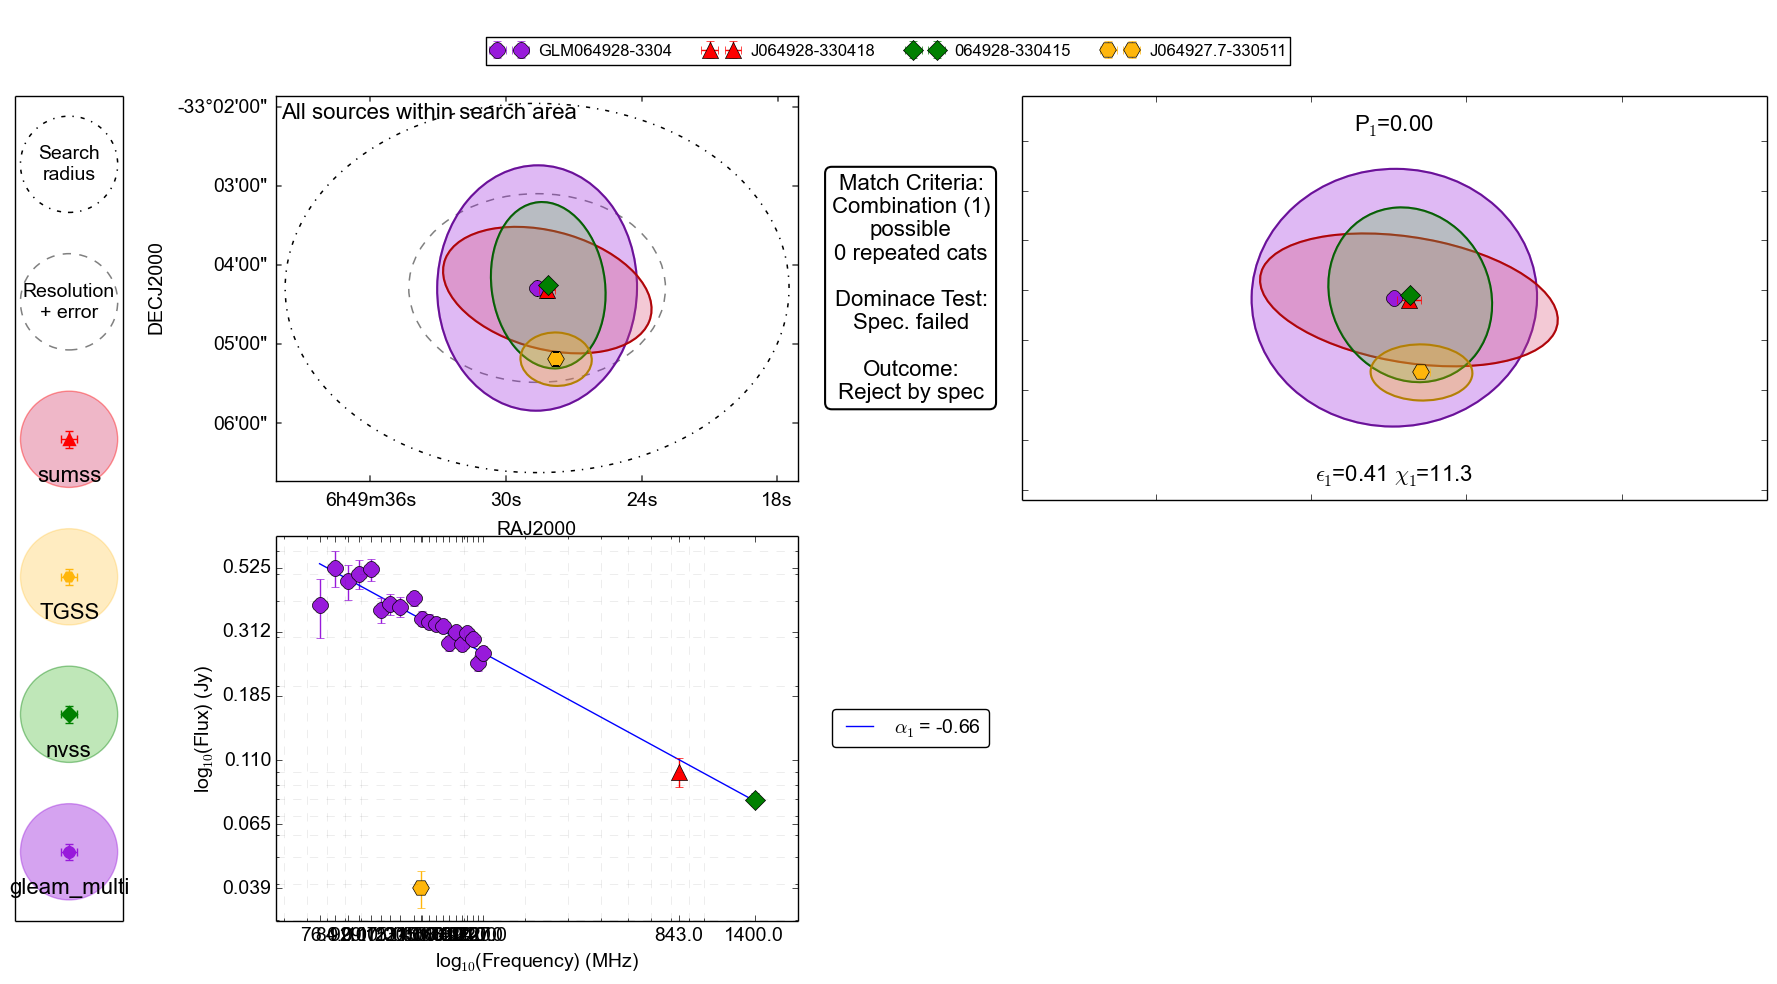 GLM064928-3304 J064928-330418 064928-330415 J064927.7-330511
Search
radius
Resolution
+ error
sumss
TGSS
nvss
gleam_multi
All sources within search area
DECJ2000
-33°02'00"
03'00"
04'00"
05'00"
06'00"
6h49m36s 30s 24s 18s
RAJ2000
Match Criteria:
Combination (1)
possible
0 repeated cats
Dominace Test:
Spec. failed
Outcome:
Reject by spec
P₁=0.00
ϵ₁=0.41 χ₁=11.3
log₁₀(Flux) (Jy)
0.525
0.312
0.185
0.110
0.065
0.039
843.0 1400.0
log₁₀(Frequency) (MHz)
α₁ = -0.66